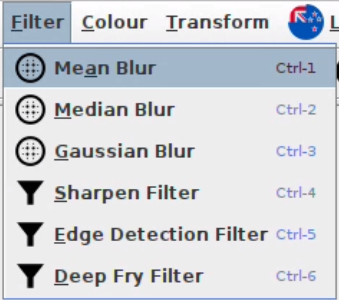 Filter Colour Transform L
Mean Blur Ctrl-1
Median Blur Ctrl-2
Gaussian Blur Ctrl-3
Sharpen Filter Ctrl-4
Edge Detection Filter Ctrl-5
Deep Fry Filter Ctrl-6